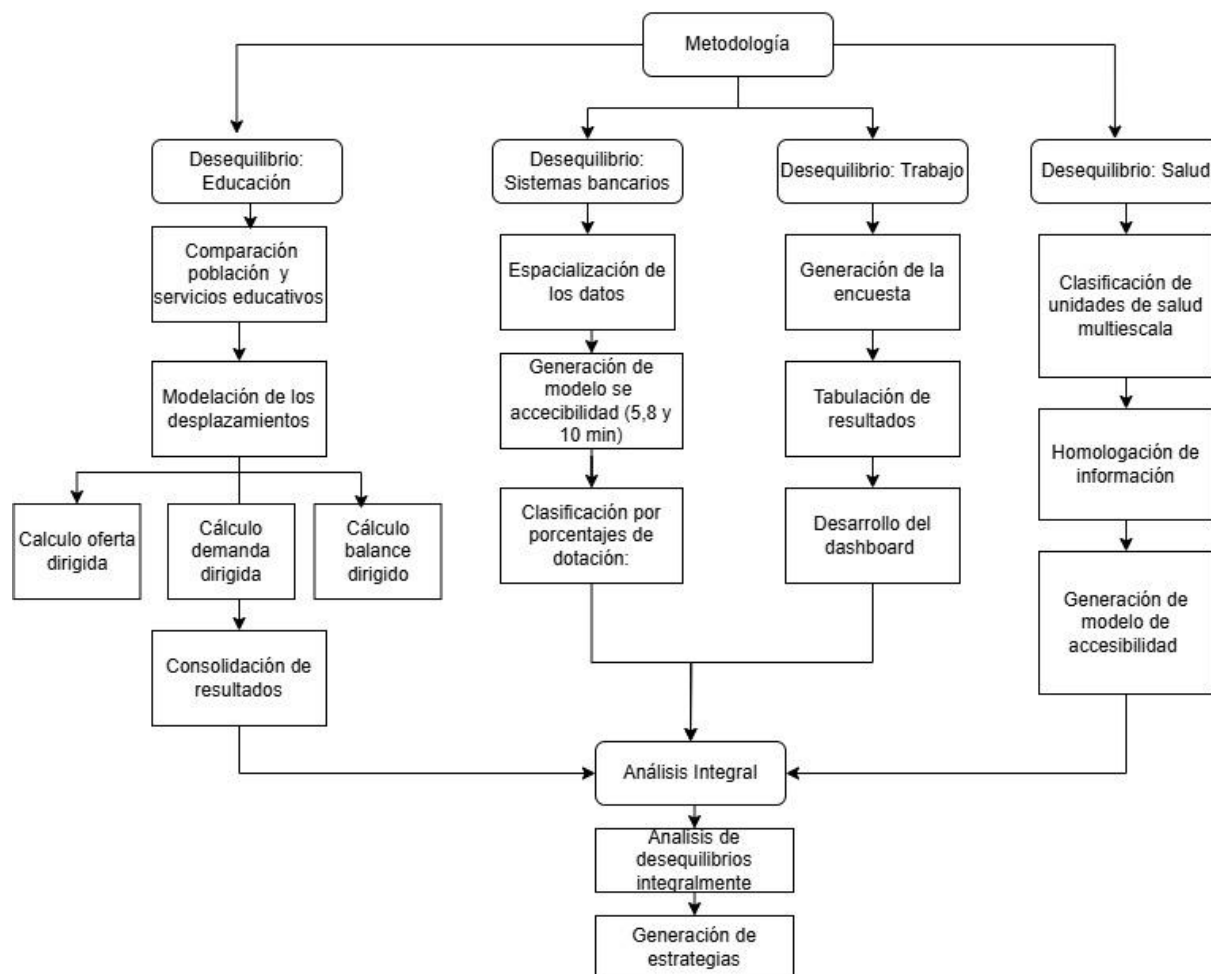 Metodología
Desequilibrio:
Educación
Desequilibrio:
Sistemas bancarios
Desequilibrio: Trabajo
Desequilibrio: Salud
Comparación
población y
servicios educativos
Espacialización de
los datos
Generación de la
encuesta
Clasificación de
unidades de salud
multiescala
Modelación de los
desplazamientos
Generación de
modelo se
accecibilidad (5,8 y
10 min)
Tabulación de
resultados
Homologación de
información
Calculo oferta
dirigida
Cálculo
demanda
dirigida
Cálculo
balance
dirigido
Clasificación por
porcentajes de
dotación:
Desarrollo del
dashboard
Generación de
modelo de
accesibilidad
Consolidación de
resultados
Análisis Integral
Analisis de
desequilibrios
integralmente
Generación de
estrategias